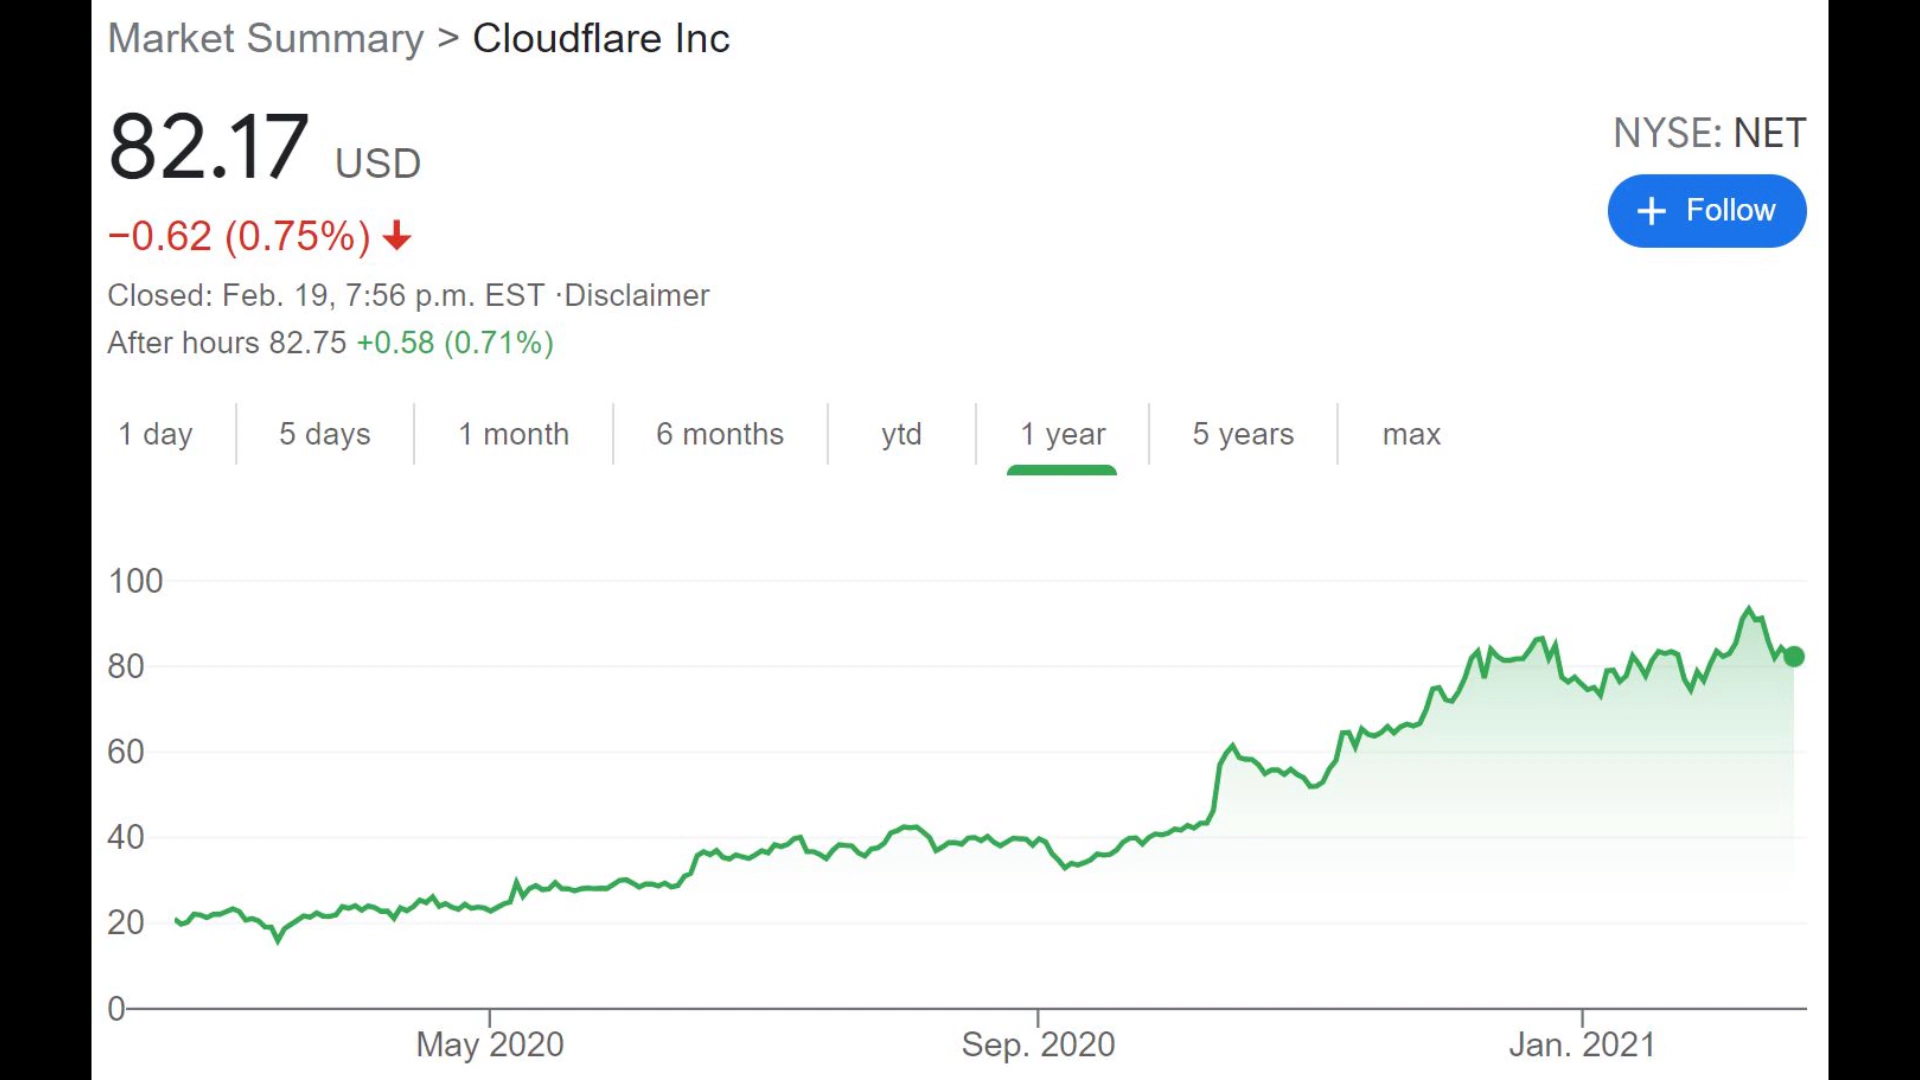 Market Summary > Cloudflare Inc
82.17 USD
NYSE: NET
−0.62 (0.75%)
+ Follow
Closed: Feb. 19, 7:56 p.m. EST ·Disclaimer
After hours 82.75 +0.58 (0.71%)
1 day 5 days 1 month 6 months ytd 1 year 5 years max
100
80
60
40
20
0
May 2020 Sep. 2020 Jan. 2021